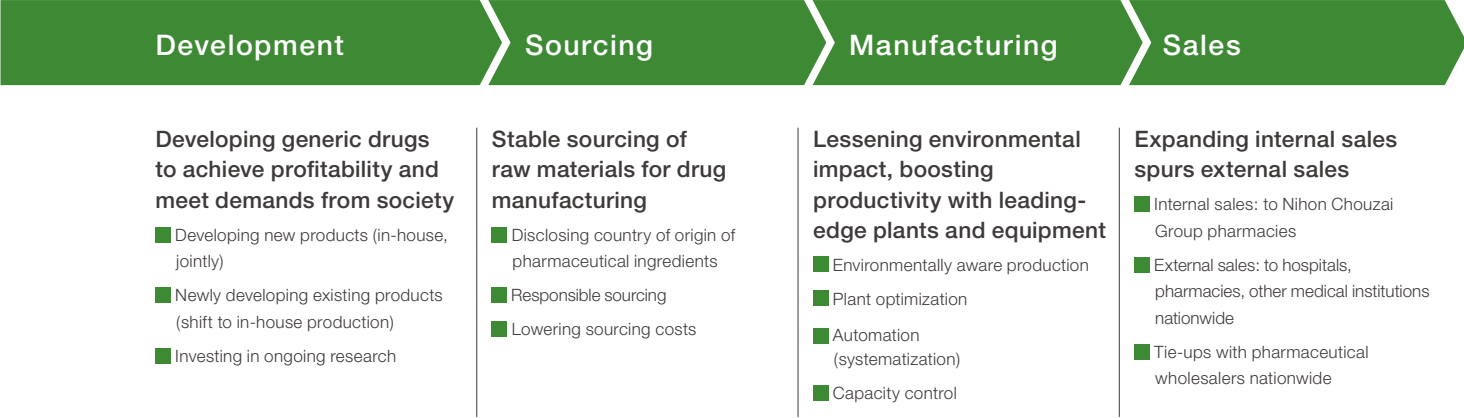 Development
Sourcing
Manufacturing
Sales
Developing generic drugs
to achieve profitability and
meet demands from society
Developing new products (in-house,
jointly)
Newly developing existing products
(shift to in-house production)
Investing in ongoing research
Stable sourcing of
raw materials for drug
manufacturing
Disclosing country of origin of
pharmaceutical ingredients
Responsible sourcing
Lowering sourcing costs
Lessening environmental
impact, boosting
productivity with leading-
edge plants and equipment
Environmentally aware production
Plant optimization
Automation
(systematization)
Capacity control
Expanding internal sales
spurs external sales
Internal sales: to Nihon Chouzai
Group pharmacies
External sales: to hospitals,
pharmacies, other medical institutions
nationwide
Tie-ups with pharmaceutical
wholesalers nationwide